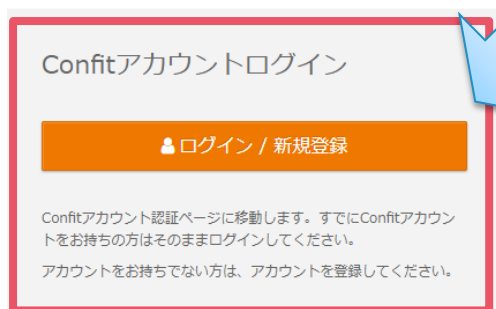 Confitアカウントログイン
ログイン / 新規登録
Confitアカウント認証ページに移動します。すでにConfitアカウン
トをお持ちの方はそのままログインしてください。
アカウントをお持ちでない方は、アカウントを登録してください。